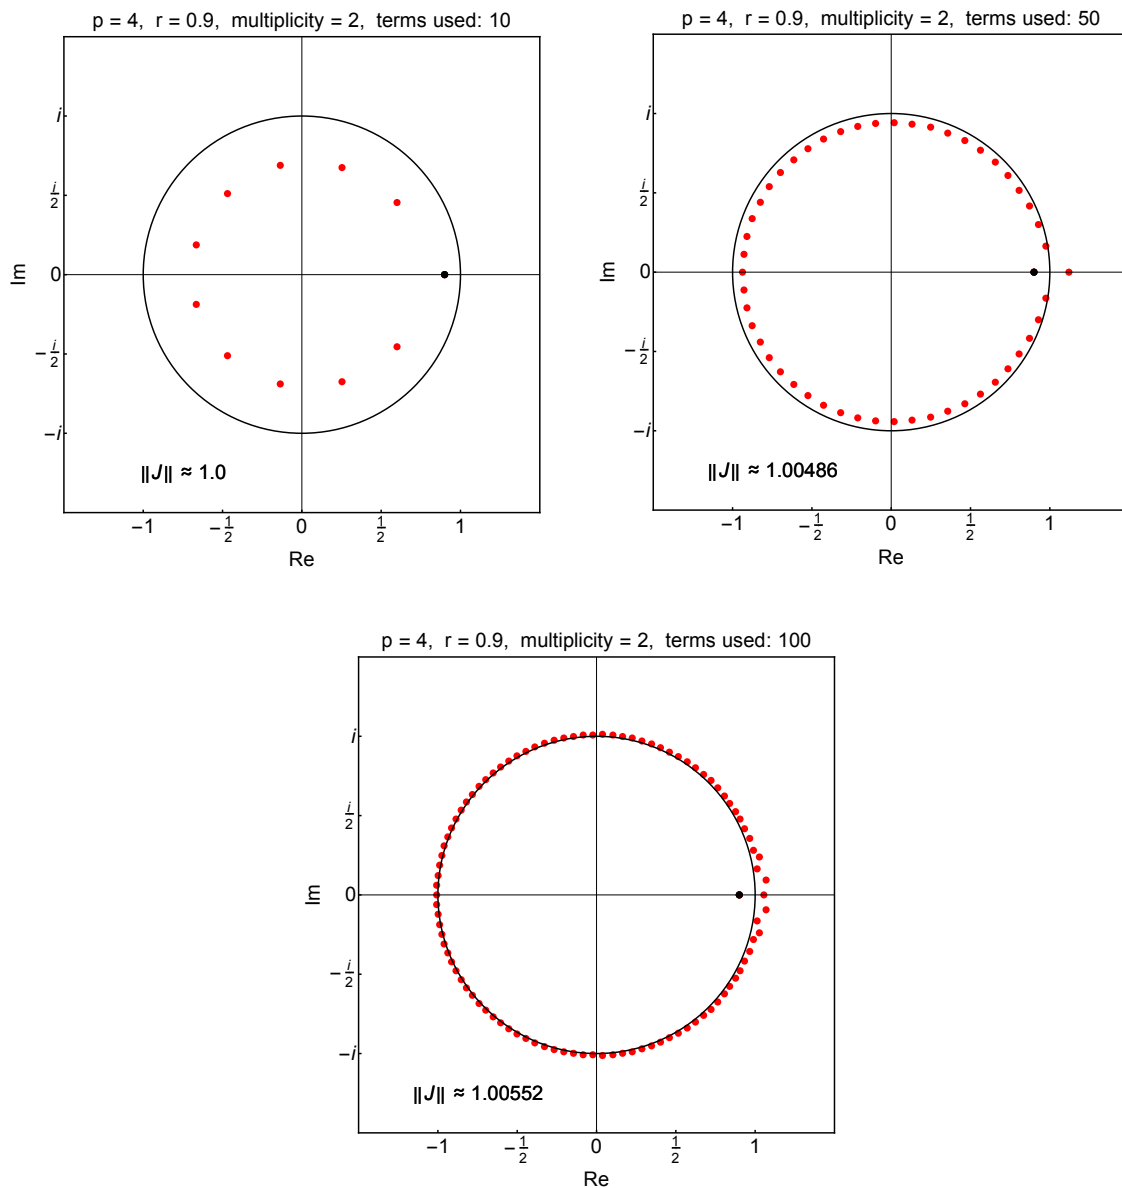 p = 4, r = 0.9, multiplicity = 2, terms used: 10
i
i/2
0
−i/2
−i
Im
‖J‖ ≈ 1.0
−1
−1/2
0
1/2
1
Re
p = 4, r = 0.9, multiplicity = 2, terms used: 50
i
i/2
0
−i/2
−i
Im
‖J‖ ≈ 1.00486
−1
−1/2
0
1/2
1
Re
p = 4, r = 0.9, multiplicity = 2, terms used: 100
i
i/2
0
−i/2
−i
Im
‖J‖ ≈ 1.00552
−1
−1/2
0
1/2
1
Re